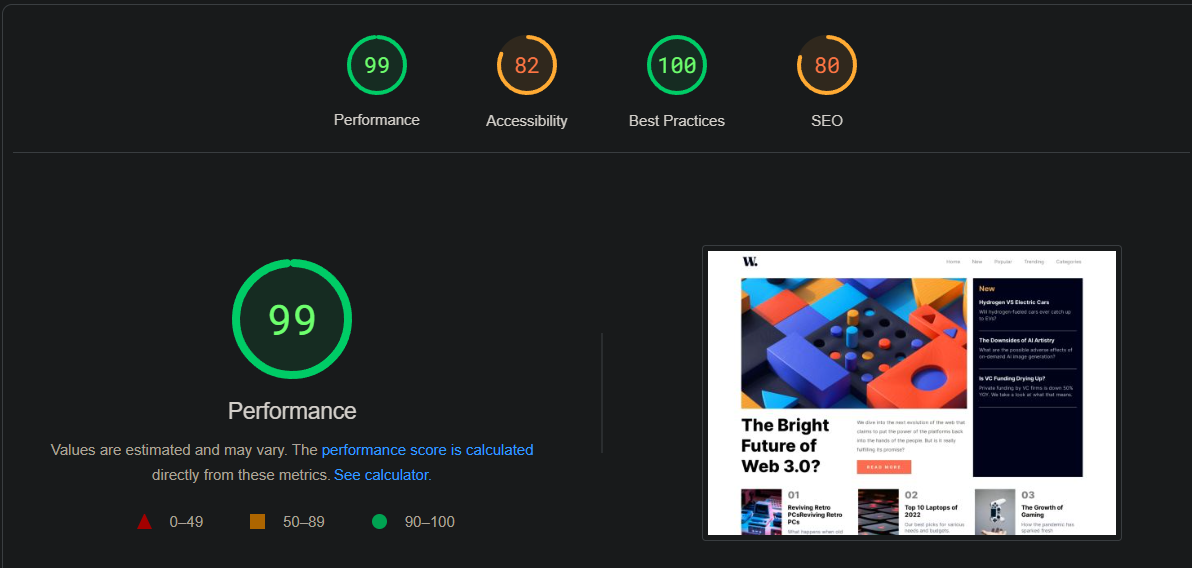 99
82
100
80
Performance
Accessibility
Best Practices
SEO
99
Performance
Values are estimated and may vary. The performance score is calculated
directly from these metrics. See calculator.
0–49
50–89
90–100
W.
Home New Popular Trending Categories
New
Hydrogen VS Electric Cars
Will hydrogen-fueled cars ever catch up
to EVs?
The Downsides of AI Artistry
What are the possible adverse effects of
on-demand AI image generation?
Is VC Funding Drying Up?
Private funding by VC firms is down 50%
YOY. We take a look at what that means.
The Bright
Future of
Web 3.0?
We dive into the next evolution of the web that
claims to put the power of the platforms back
into the hands of the people. But is it really
fulfilling its promise?
READ MORE
01
Reviving Retro
PCsReviving Retro
PCs
What happens when old
02
Top 10 Laptops of
2022
Our best picks for various
needs and budgets.
03
The Growth of
Gaming
How the pandemic has
sparked fresh